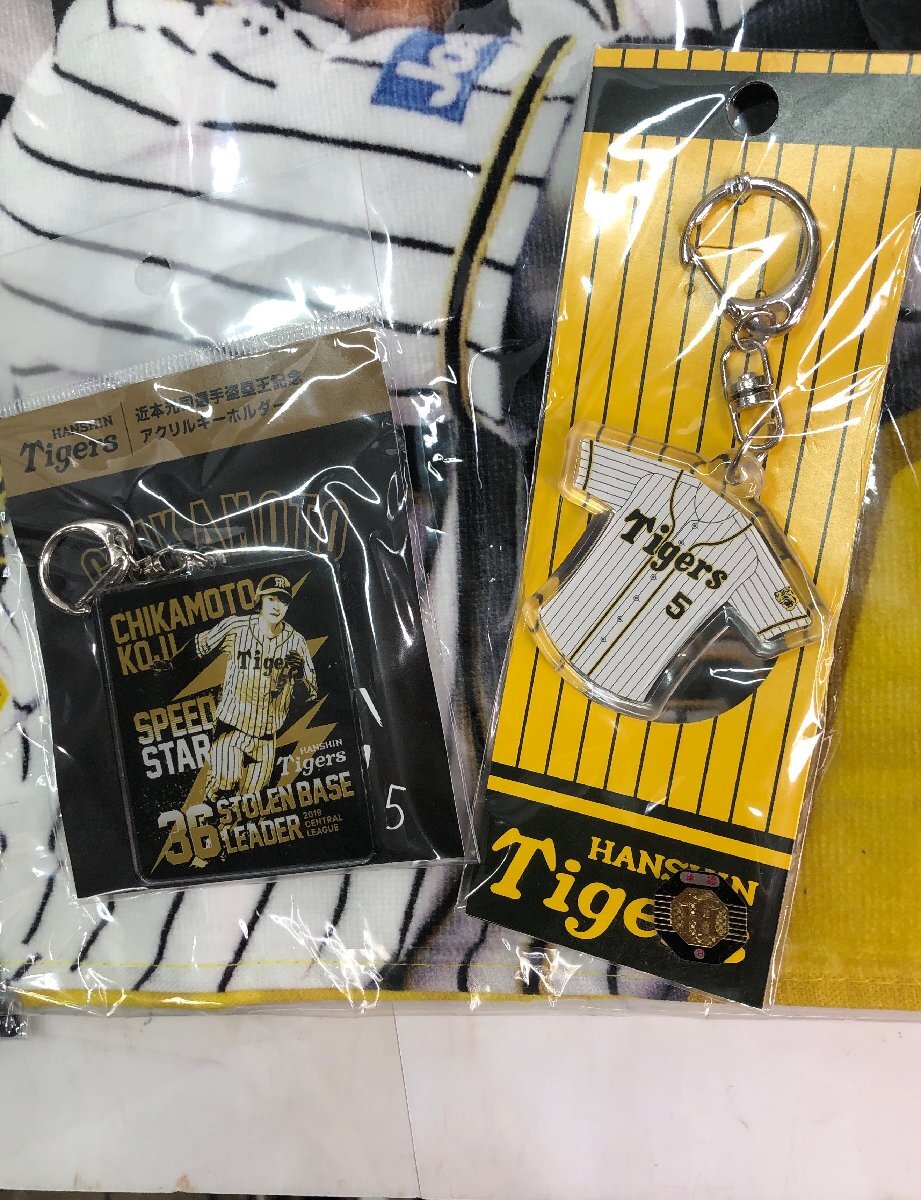 HANSHIN
Tigers
近本光司選手盗塁王記念
アクリルキーホルダー
CHIKAMOTO
CHIKAMOTO
KOJI
Tigers
SPEED
STAR
HANSHIN
Tigers
36 STOLEN BASE
LEADER
2019
CENTRAL
LEAGUE
5
Tigers
5
HANSHIN
Tigers